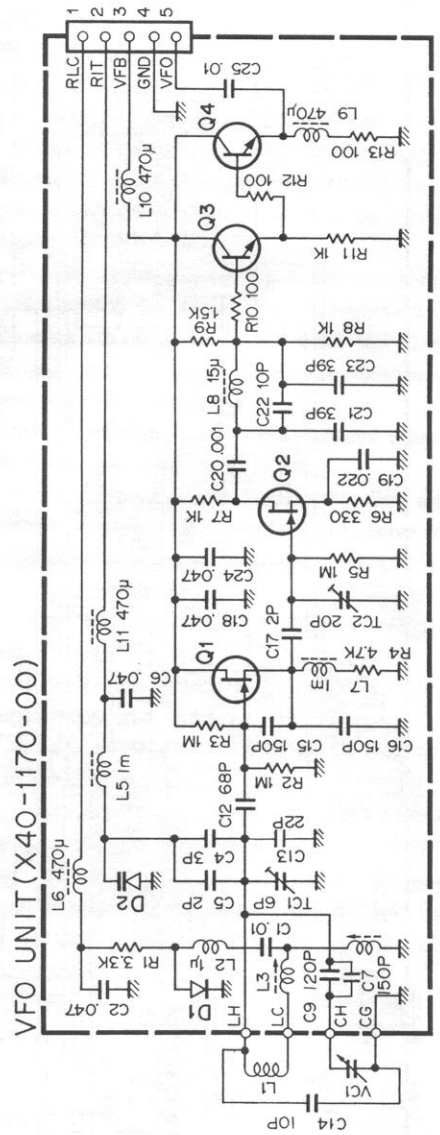 VFO UNIT (X40-1170 00)
RLC 1
RIT 2
VFB 3
GND 4
VFO 5
L6 470μ
L5 1m
L11 470μ
L10 470μ
C25 .01
C2 .047
R1 3.3K
D2
C6 .047
Q4
L9 470μ
R13 100
R12 100
Q3
D1
L2 1μ
C5 2P
C4 3P
R3 1M
C18 .047
C24 .047
R7 1K
R9 15K
R10 100
R11 1K
LH
C1 .01
C12 68P
Q1
C20 .001
L8 15μ
L1
LC
L3
TC1 6P
C13 22P
R2 1M
C15 150P
C17 2P
Q2
C22 10P
R8 1K
C9 120P
C7 150P
CH
CG
VC1
C14 10P
C16 150P
L7 1m
R4 4.7K
TC2 20P
R5 1M
R6 330
C19 .022
C21 39P
C23 39P